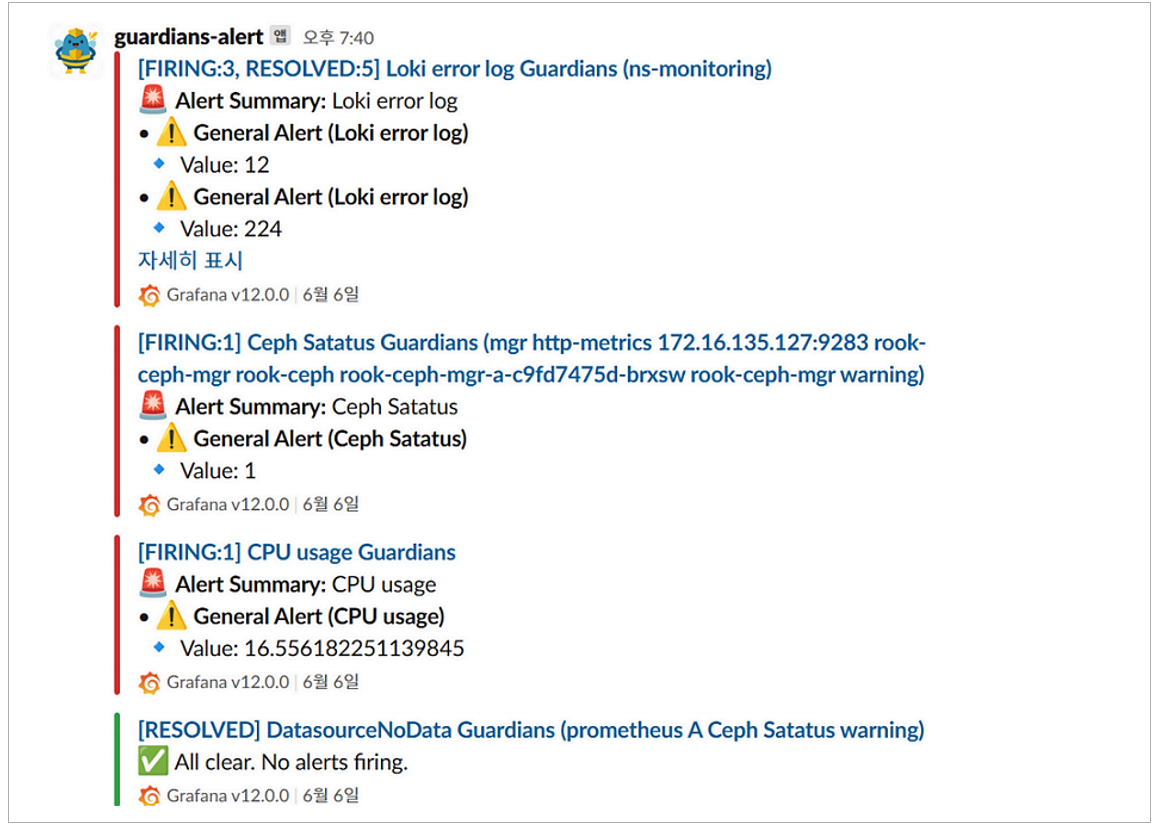 guardians-alert 앱 오후 7:40
[FIRING:3, RESOLVED:5] Loki error log Guardians (ns-monitoring)
🚨 Alert Summary: Loki error log
• ⚠️ General Alert (Loki error log)
🔹 Value: 12
• ⚠️ General Alert (Loki error log)
🔹 Value: 224
자세히 표시
Grafana v12.0.0 | 6월 6일
[FIRING:1] Ceph Satatus Guardians (mgr http-metrics 172.16.135.127:9283 rook-
ceph-mgr rook-ceph rook-ceph-mgr-a-c9fd7475d-brxsw rook-ceph-mgr warning)
🚨 Alert Summary: Ceph Satatus
• ⚠️ General Alert (Ceph Satatus)
🔹 Value: 1
Grafana v12.0.0 | 6월 6일
[FIRING:1] CPU usage Guardians
🚨 Alert Summary: CPU usage
• ⚠️ General Alert (CPU usage)
🔹 Value: 16.556182251139845
Grafana v12.0.0 | 6월 6일
[RESOLVED] DatasourceNoData Guardians (prometheus A Ceph Satatus warning)
✅ All clear. No alerts firing.
Grafana v12.0.0 | 6월 6일